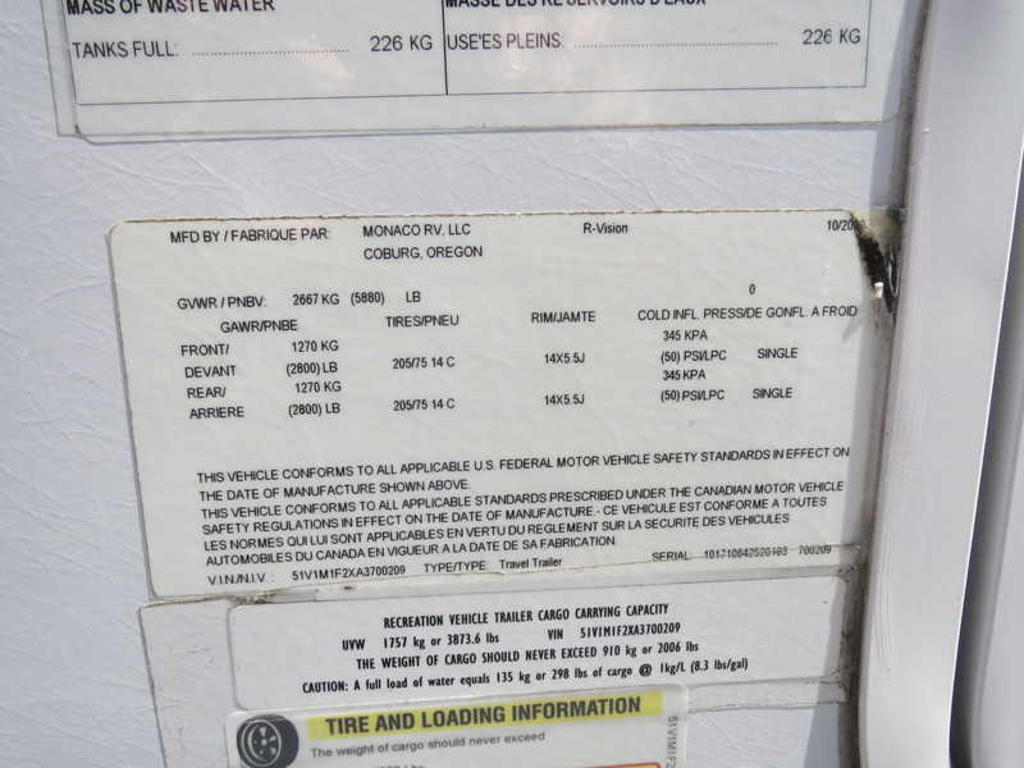 MASS OF WASTE WATER
TANKS FULL: 226 KG
USE'ES PLEINS: 226 KG
MFD BY / FABRIQUE PAR: MONACO RV, LLC R-Vision
COBURG, OREGON
GVWR / PNBV: 2667 KG (5880) LB 0
GAWR/PNBE TIRES/PNEU RIM/JAMTE COLD INFL. PRESS/DE GONFL. A FROID
FRONT/ 1270 KG 345 KPA
DEVANT (2800) LB 205/75 14 C 14X5.5J (50) PSI/LPC SINGLE
REAR/ 1270 KG 345 KPA
ARRIERE (2800) LB 205/75 14 C 14X5.5J (50) PSI/LPC SINGLE
THIS VEHICLE CONFORMS TO ALL APPLICABLE U.S. FEDERAL MOTOR VEHICLE SAFETY STANDARDS IN EFFECT ON
THE DATE OF MANUFACTURE SHOWN ABOVE.
THIS VEHICLE CONFORMS TO ALL APPLICABLE STANDARDS PRESCRIBED UNDER THE CANADIAN MOTOR VEHICLE
SAFETY REGULATIONS IN EFFECT ON THE DATE OF MANUFACTURE.- CE VEHICULE EST CONFORME A TOUTES
LES NORMES QUI LUI SONT APPLICABLES EN VERTU DU REGLEMENT SUR LA SECURITE DES VEHICULES
AUTOMOBILES DU CANADA EN VIGUEUR A LA DATE DE SA FABRICATION.
V.I.N./N.I.V.: 51V1M1F2XA3700209 TYPE/TYPE: Travel Trailer SERIAL: 700209
RECREATION VEHICLE TRAILER CARGO CARRYING CAPACITY
UVW 1757 kg or 3873.6 lbs VIN 51V1M1F2XA3700209
THE WEIGHT OF CARGO SHOULD NEVER EXCEED 910 kg or 2006 lbs
CAUTION: A full load of water equals 135 kg or 298 lbs of cargo @ 1kg/L (8.3 lbs/gal)
TIRE AND LOADING INFORMATION
The weight of cargo should never exceed